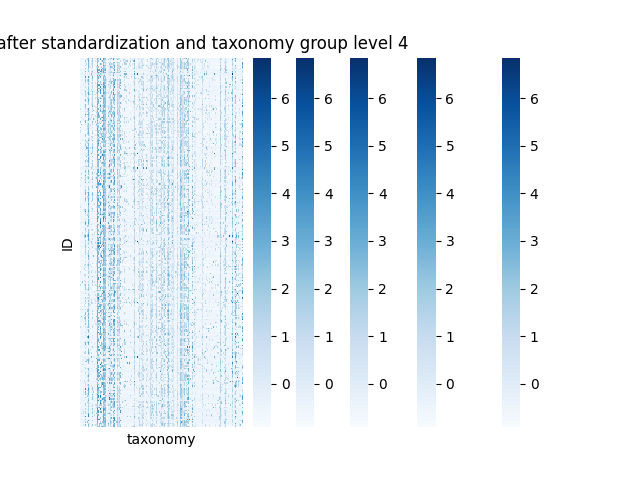 after standardization and taxonomy group level 4
6 6 6 6 6
5 5 5 5 5
4 4 4 4 4
3 3 3 3 3
ID
2 2 2 2 2
1 1 1 1 1
0 0 0 0 0
taxonomy